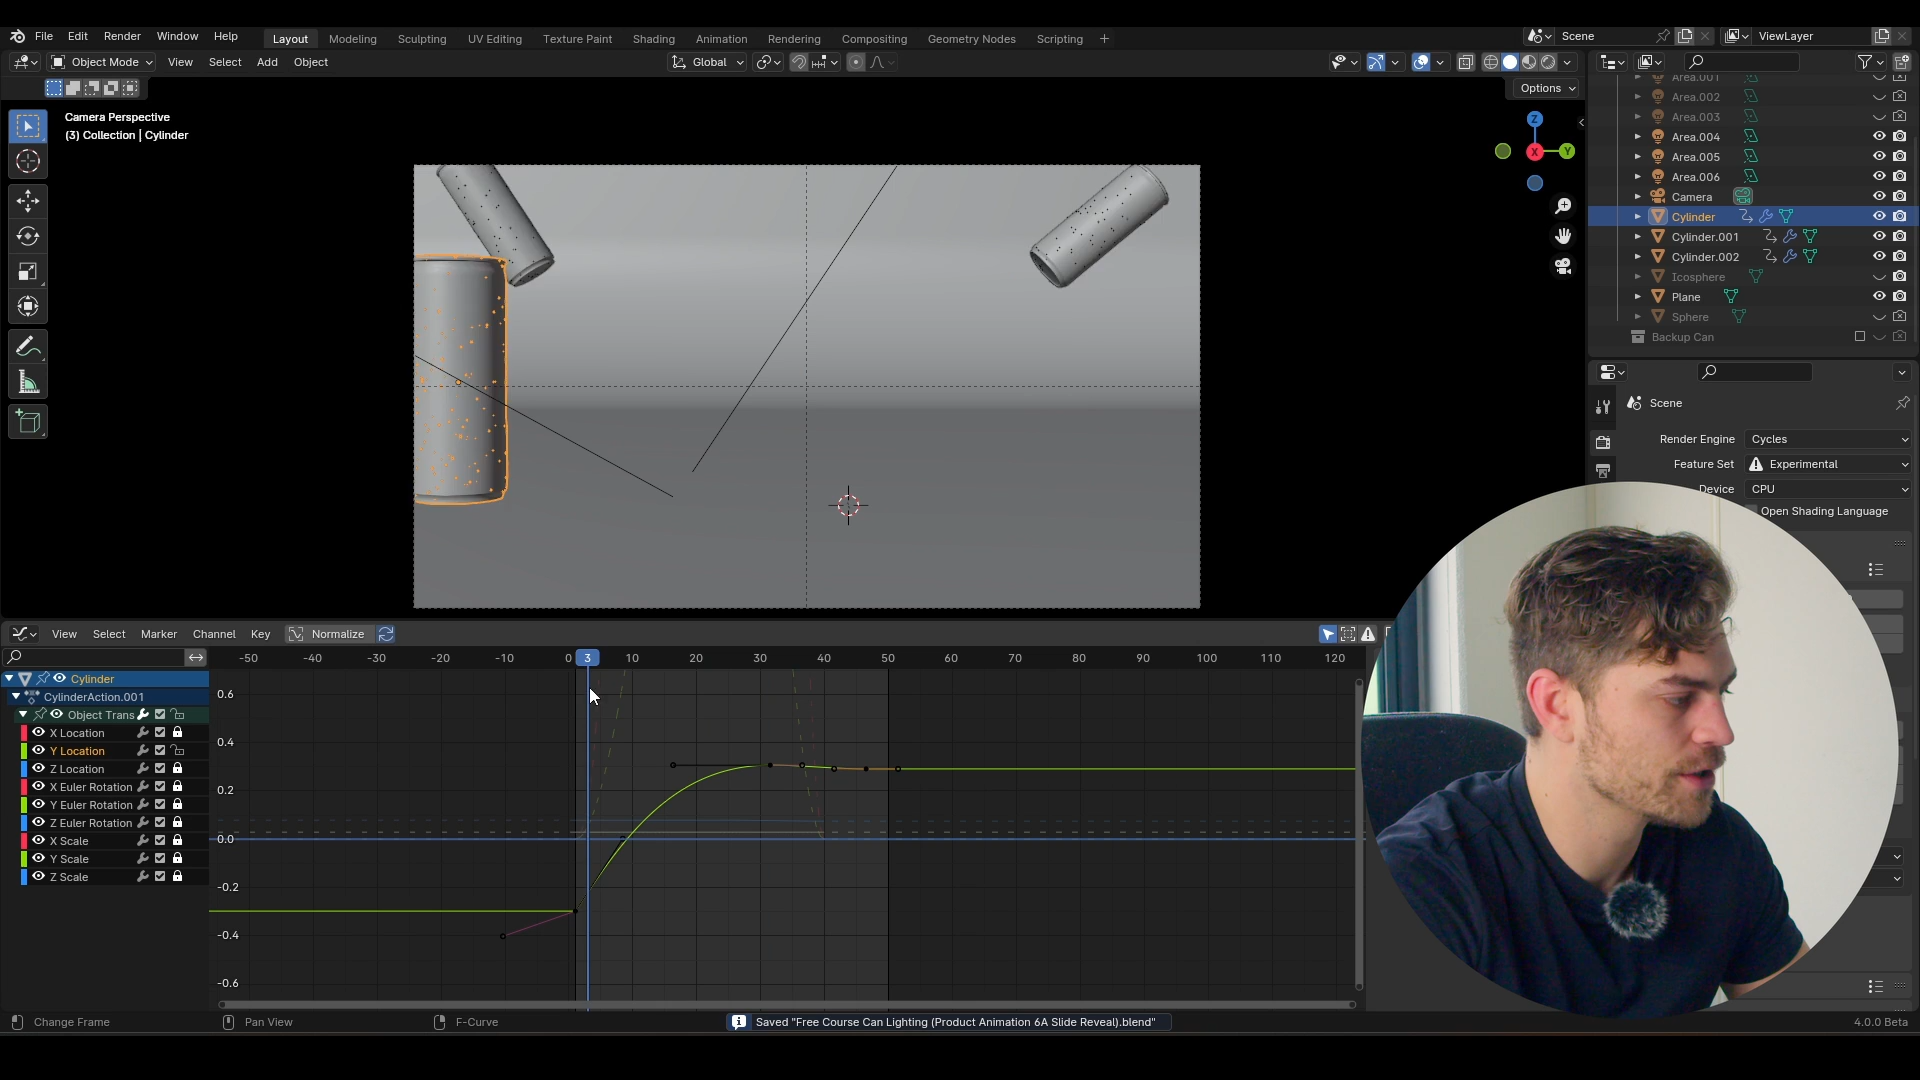 File Edit Render Window Help Layout Modeling Sculpting UV Editing Texture Paint Shading Animation Rendering Compositing Geometry Nodes Scripting + Scene ViewLayer
Object Mode View Select Add Object Global
Options
Camera Perspective
(3) Collection | Cylinder
Z
X
Y
Area.001
Area.002
Area.003
Area.004
Area.005
Area.006
Camera
Cylinder
Cylinder.001
Cylinder.002
Icosphere
Plane
Sphere
Backup Can
Scene
Render Engine Cycles
Feature Set Experimental
Device CPU
Open Shading Language
View Select Marker Channel Key Normalize
-50 -40 -30 -20 -10 0 3 10 20 30 40 50 60 70 80 90 100 110 120
Cylinder
CylinderAction.001
Object Trans
X Location
Y Location
Z Location
X Euler Rotation
Y Euler Rotation
Z Euler Rotation
X Scale
Y Scale
Z Scale
0.6
0.4
0.2
0.0
-0.2
-0.4
-0.6
Change Frame Pan View F-Curve Saved "Free Course Can Lighting (Product Animation 6A Slide Reveal).blend" 4.0.0 Beta